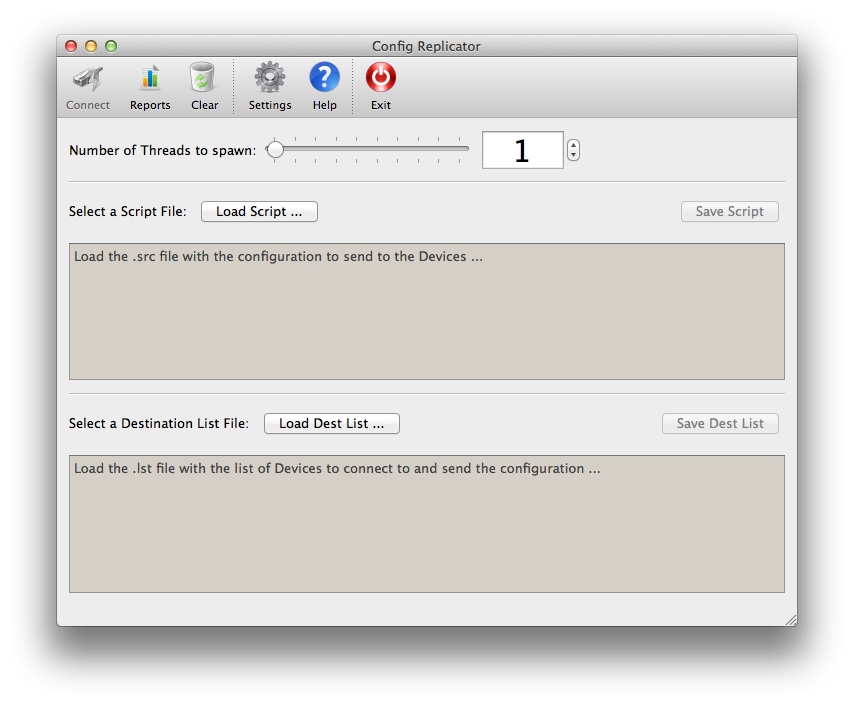 Config Replicator
Connect Reports Clear Settings Help Exit
Number of Threads to spawn: 1
Select a Script File: Load Script ... Save Script
Load the .src file with the configuration to send to the Devices ...
Select a Destination List File: Load Dest List ... Save Dest List
Load the .lst file with the list of Devices to connect to and send the configuration ...